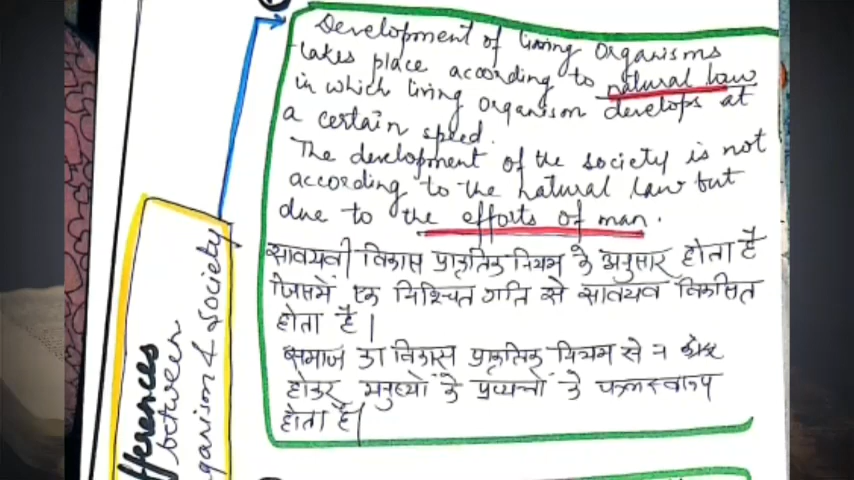 Development of living organisms
takes place according to natural law
in which living organism develops at
a certain speed.
The development of the society is not
according to the natural law but
due to the efforts of man.
सावयवी विकास प्राकृतिक नियम के अनुसार होता है
जिसमें एक निश्चित गति से सावयव विकसित
होता है।
समाज का विकास प्राकृतिक नियम से न
होकर मनुष्यों के प्रयत्नों के फलस्वरूप
होता है।
fferences
between
ganism & society